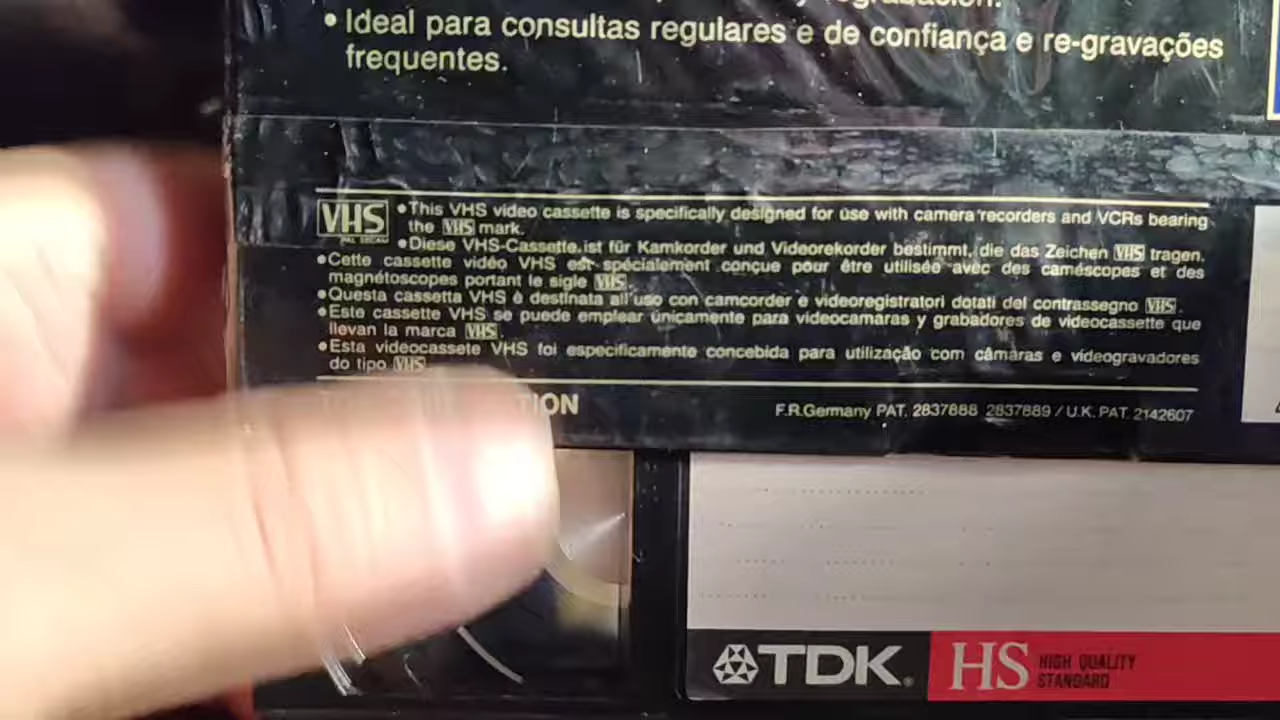 • Ideal para consultas regulares e de confiança e re-gravações
frequentes.
VHS
•This VHS video cassette is specifically designed for use with camera recorders and VCRs bearing
the VHS mark.
•Diese VHS-Cassette ist für Kamkorder und Videorekorder bestimmt, die das Zeichen VHS tragen.
•Cette cassette vidéo VHS est spécialement conçue pour être utilisée avec des caméscopes et des
magnétoscopes portant le sigle VHS.
•Questa cassetta VHS è destinata all'uso con camcorder e videoregistratori dotati del contrassegno VHS.
•Este cassette VHS se puede emplear únicamente para videocamaras y grabadores de videocassette que
llevan la marca VHS.
•Esta videocassete VHS foi especificamente concebida para utilização com câmaras e videogravadores
do tipo VHS
F.R.Germany PAT. 2837888 2837889 / U.K. PAT. 2142607
TDK
HS HIGH QUALITY
STANDARD